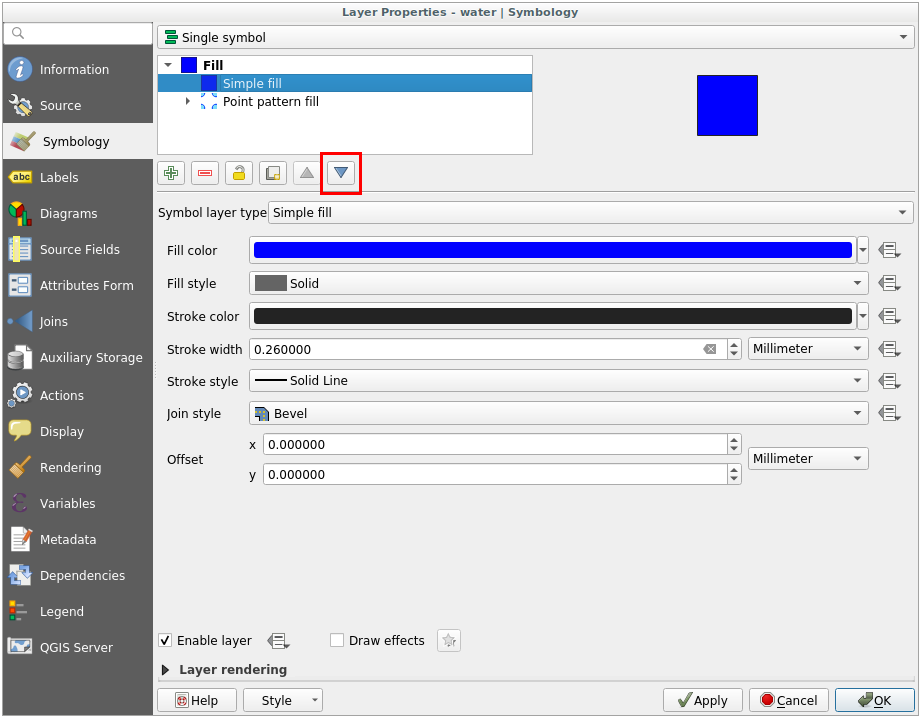 Layer Properties - water | Symbology
Single symbol
Information
Source
Symbology
abc Labels
Diagrams
Source Fields
Attributes Form
Joins
Auxiliary Storage
Actions
Display
Rendering
Variables
Metadata
Dependencies
Legend
QGIS Server
Fill
Simple fill
Point pattern fill
Symbol layer type Simple fill
Fill color
Fill style Solid
Stroke color
Stroke width 0.260000 Millimeter
Stroke style Solid Line
Join style Bevel
Offset x 0.000000 Millimeter
y 0.000000
Enable layer Draw effects
Layer rendering
Help Style Apply Cancel OK